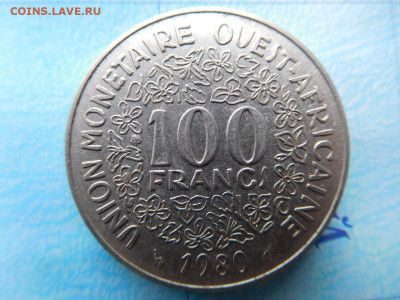 COINS.LAVE.RU
UNION MONETAIRE OUEST-AFRICAINE
100
FRANCS
1980